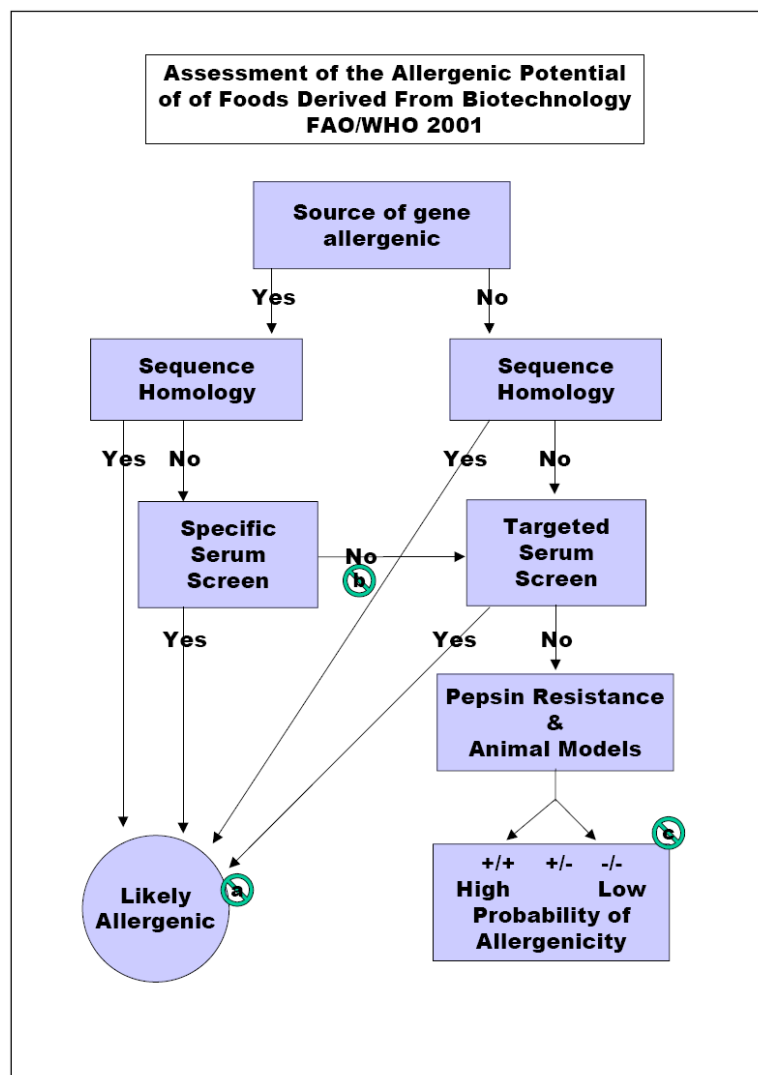 Assessment of the Allergenic Potential
of of Foods Derived From Biotechnology
FAO/WHO 2001
Source of gene
allergenic
Yes
No
Sequence
Homology
Sequence
Homology
Yes
No
Yes
No
Specific
Serum
Screen
No
b
Targeted
Serum
Screen
Yes
Yes
No
Pepsin Resistance
&
Animal Models
c
+/+ +/- -/-
High Low
Probability of
Allergenicity
Likely
Allergenic
a